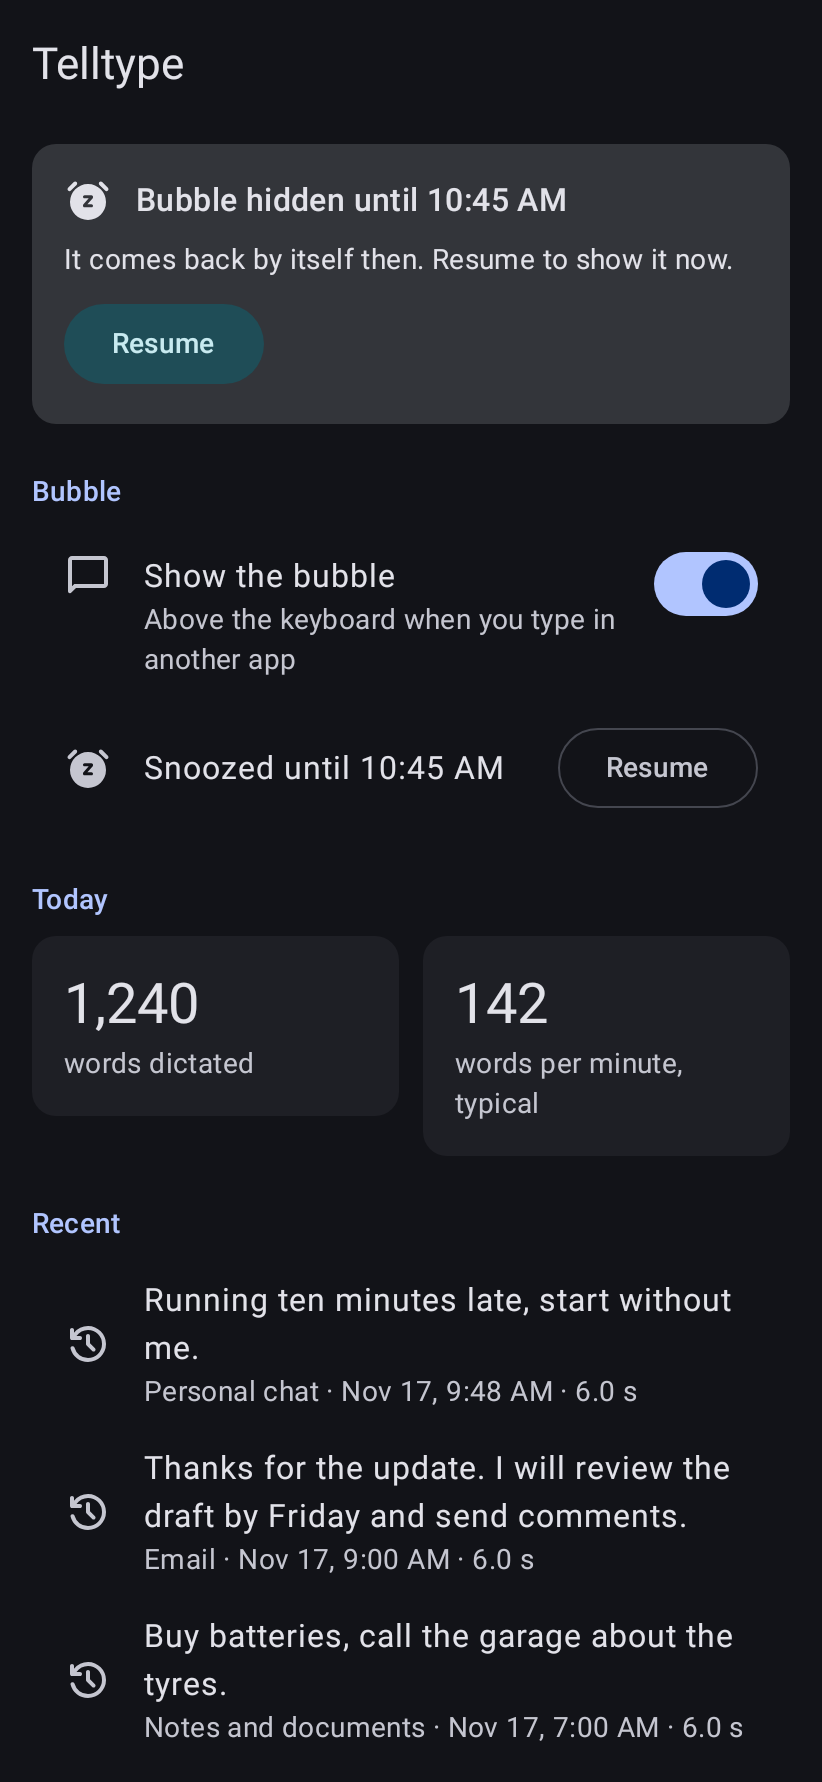 Telltype
Bubble hidden until 10:45 AM
It comes back by itself then. Resume to show it now.
Resume
Bubble
Show the bubble
Above the keyboard when you type in
another app
Snoozed until 10:45 AM
Resume
Today
1,240
words dictated
142
words per minute,
typical
Recent
Running ten minutes late, start without
me.
Personal chat · Nov 17, 9:48 AM · 6.0 s
Thanks for the update. I will review the
draft by Friday and send comments.
Email · Nov 17, 9:00 AM · 6.0 s
Buy batteries, call the garage about the
tyres.
Notes and documents · Nov 17, 7:00 AM · 6.0 s